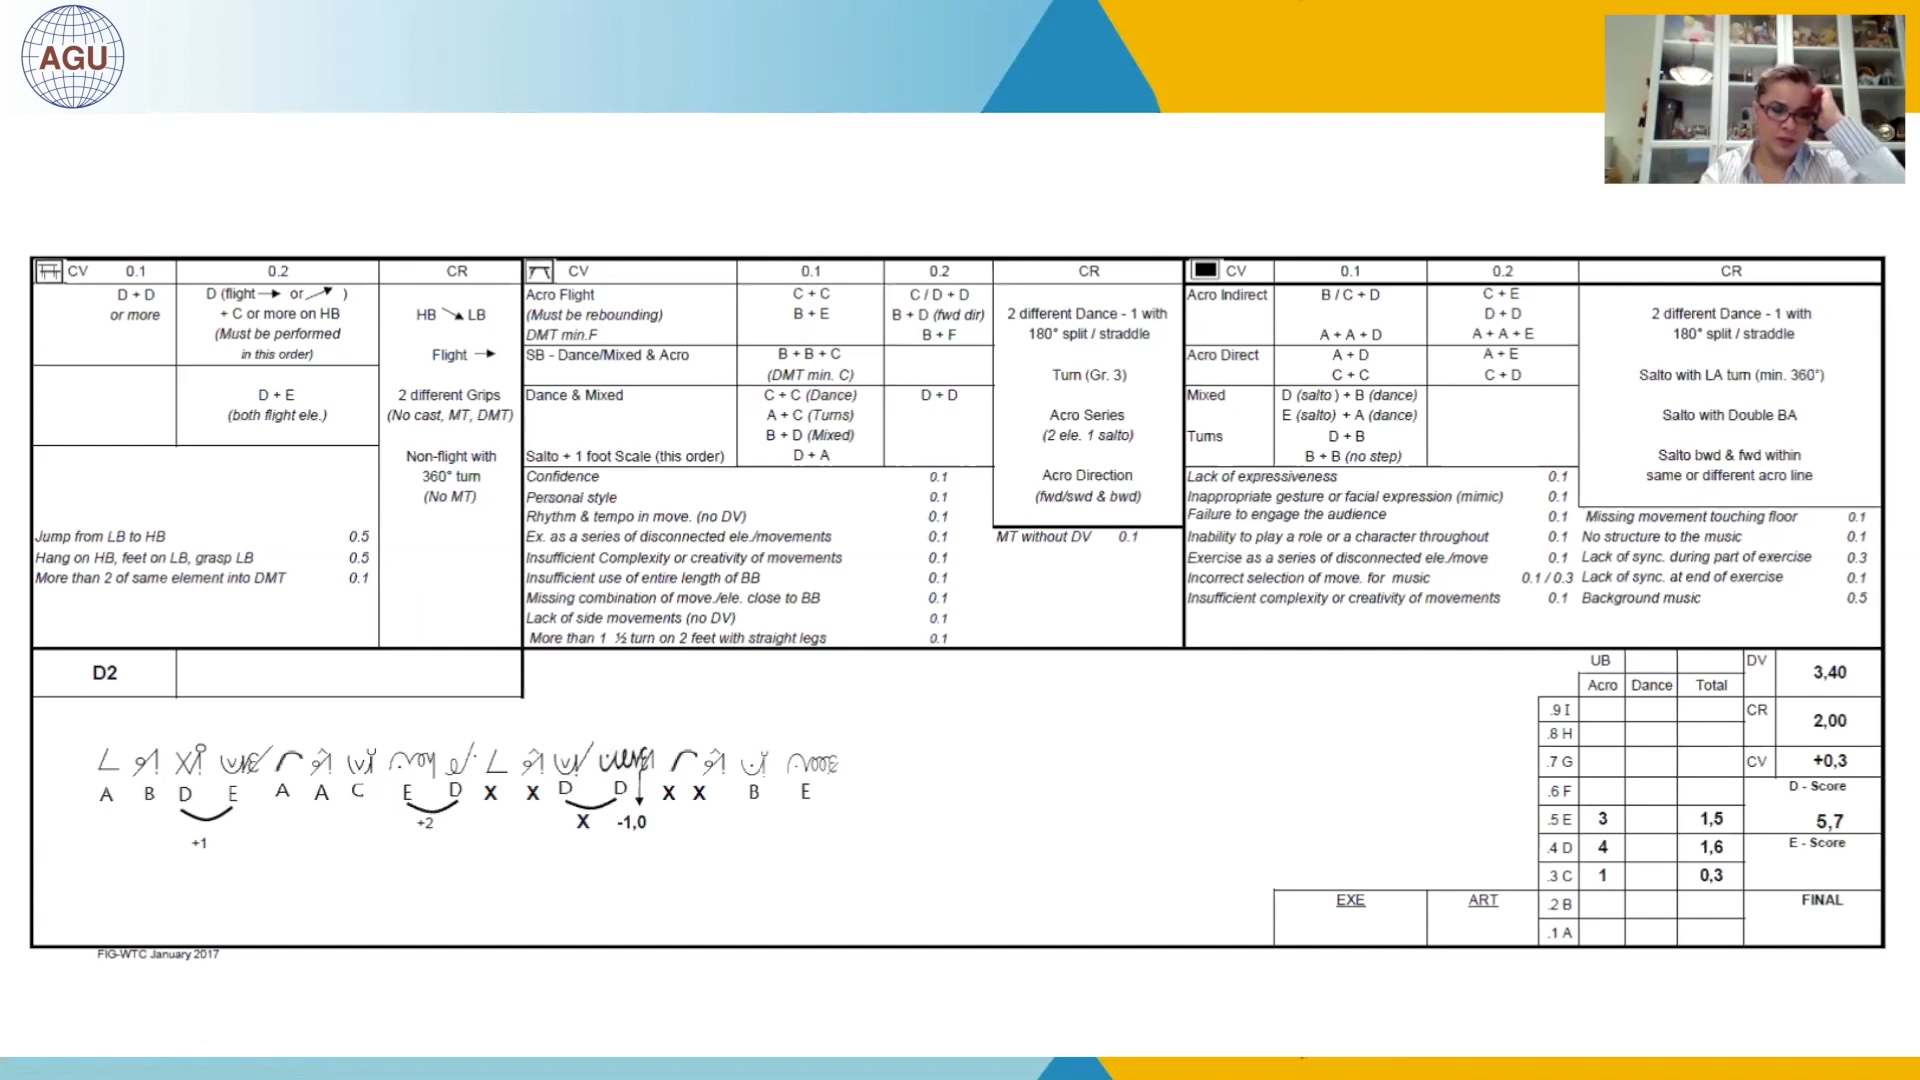 AGU
CV 0.1 0.2 CR
D + D
or more
D (flight → or ↗ )
+ C or more on HB
(Must be performed
in this order)
D + E
(both flight ele.)
HB ↘ LB
Flight →
2 different Grips
(No cast, MT, DMT)
Non-flight with
360° turn
(No MT)
Jump from LB to HB 0.5
Hang on HB, feet on LB, grasp LB 0.5
More than 2 of same element into DMT 0.1
CV 0.1 0.2 CR
Acro Flight C + C C / D + D
(Must be rebounding) B + E B + D (fwd dir)
DMT min.F B + F
SB - Dance/Mixed & Acro B + B + C
(DMT min. C)
Dance & Mixed C + C (Dance) D + D
A + C (Turns)
B + D (Mixed)
Salto + 1 foot Scale (this order) D + A
2 different Dance - 1 with
180° split / straddle
Turn (Gr. 3)
Acro Series
(2 ele. 1 salto)
Acro Direction
(fwd/swd & bwd)
Confidence 0.1
Personal style 0.1
Rhythm & tempo in move. (no DV) 0.1
Ex. as a series of disconnected ele./movements 0.1
Insufficient Complexity or creativity of movements 0.1
Insufficient use of entire length of BB 0.1
Missing combination of move./ele. close to BB 0.1
Lack of side movements (no DV) 0.1
More than 1 ½ turn on 2 feet with straight legs 0.1
MT without DV 0.1
CV 0.1 0.2 CR
Acro Indirect B / C + D C + E
D + D
A + A + D A + A + E
Acro Direct A + D A + E
C + C C + D
Mixed D (salto ) + B (dance)
E (salto) + A (dance)
Turns D + B
B + B (no step)
2 different Dance - 1 with
180° split / straddle
Salto with LA turn (min. 360°)
Salto with Double BA
Salto bwd & fwd within
same or different acro line
Lack of expressiveness 0.1
Inappropriate gesture or facial expression (mimic) 0.1
Failure to engage the audience 0.1
Inability to play a role or a character throughout 0.1
Exercise as a series of disconnected ele./move 0.1
Incorrect selection of move. for music 0.1 / 0.3
Insufficient complexity or creativity of movements 0.1
Missing movement touching floor 0.1
No structure to the music 0.1
Lack of sync. during part of exercise 0.3
Lack of sync. at end of exercise 0.1
Background music 0.5
D2
A B D E A A C E D X X D D X X B E
+1 +2 X -1,0
UB
Acro Dance Total
.9 I
.8 H
.7 G
.6 F
.5 E 3 1,5
.4 D 4 1,6
.3 C 1 0,3
.2 B
.1 A
DV 3,40
CR 2,00
CV +0,3
D - Score
5,7
E - Score
FINAL
EXE ART
FIG-WTC January 2017